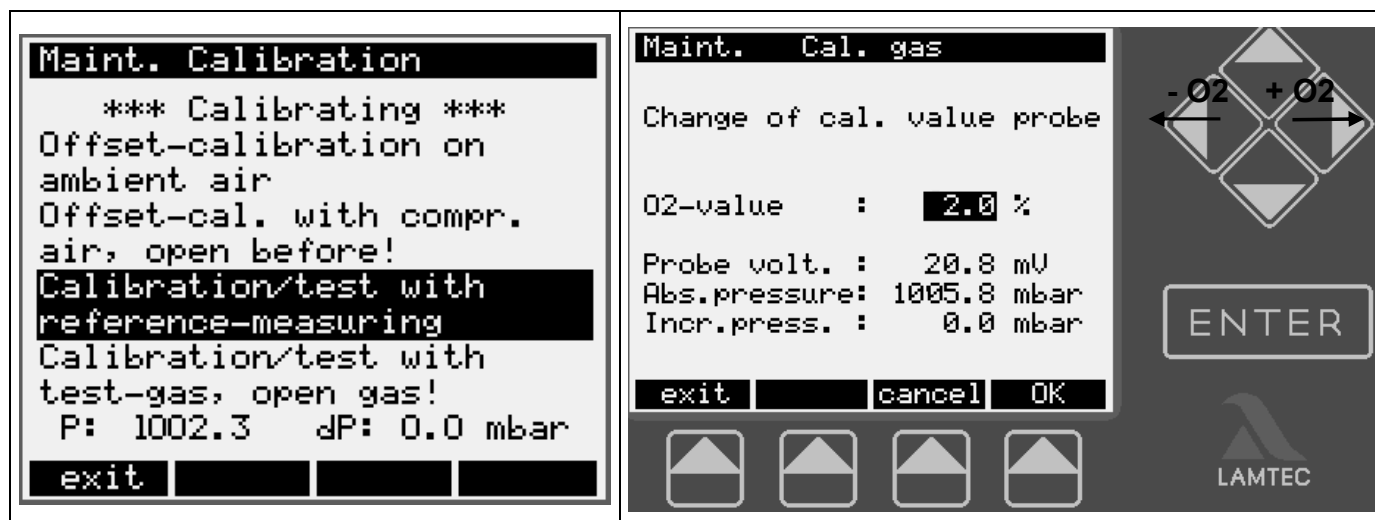 Maint. Calibration
*** Calibrating ***
Offset-calibration on
ambient air
Offset-cal. with compr.
air, open before!
Calibration/test with
reference-measuring
Calibration/test with
test-gas, open gas!
P: 1002.3 dP: 0.0 mbar
exit
Maint. Cal. gas
Change of cal. value probe
O2-value : 2.0 %
Probe volt. : 20.8 mV
Abs.pressure: 1005.8 mbar
Incr.press. : 0.0 mbar
exit cancel OK
- O2 + O2
ENTER
LAMTEC